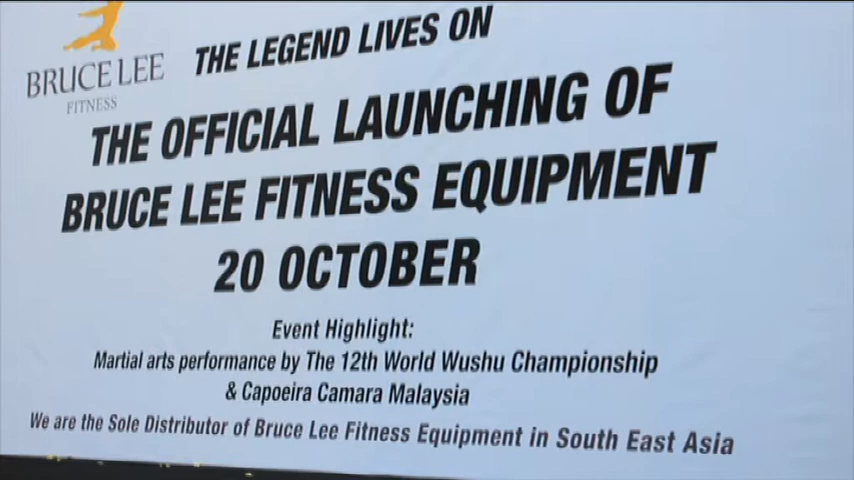 THE LEGEND LIVES ON
BRUCE LEE
FITNESS
THE OFFICIAL LAUNCHING OF
BRUCE LEE FITNESS EQUIPMENT
20 OCTOBER
Event Highlight:
Martial arts performance by The 12th World Wushu Championship
& Capoeira Camara Malaysia
We are the Sole Distributor of Bruce Lee Fitness Equipment in South East Asia